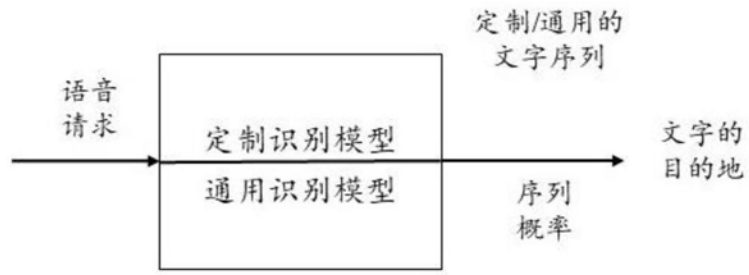 定制/通用的
文字序列
语音
请求
定制识别模型
通用识别模型
文字的
目的地
序列
概率